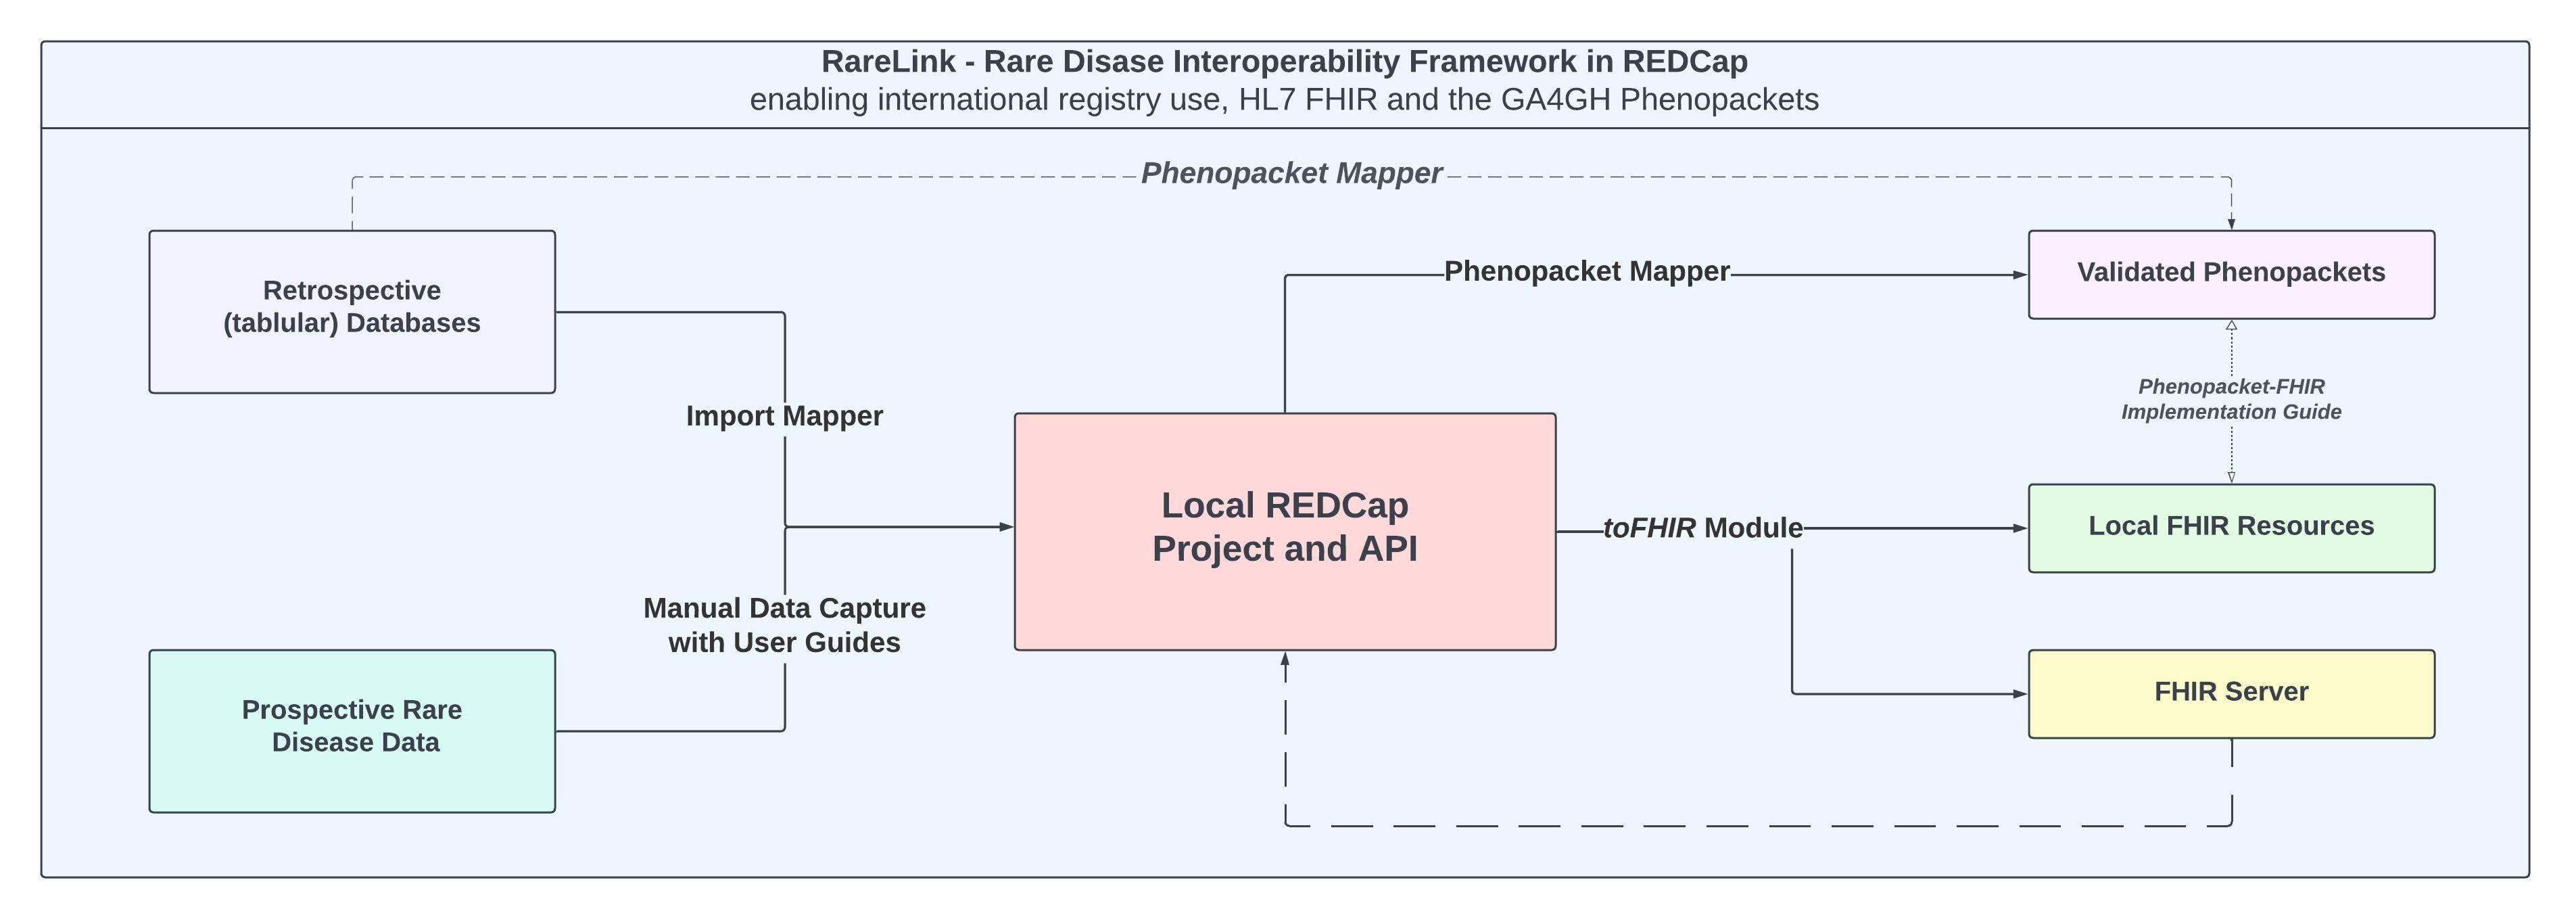 RareLink - Rare Disase Interoperability Framework in REDCap
enabling international registry use, HL7 FHIR and the GA4GH Phenopackets
Phenopacket Mapper
Retrospective
(tablular) Databases
Phenopacket Mapper
Validated Phenopackets
Import Mapper
Phenopacket-FHIR
Implementation Guide
Local REDCap
Project and API
toFHIR Module
Local FHIR Resources
Manual Data Capture
with User Guides
Prospective Rare
Disease Data
FHIR Server